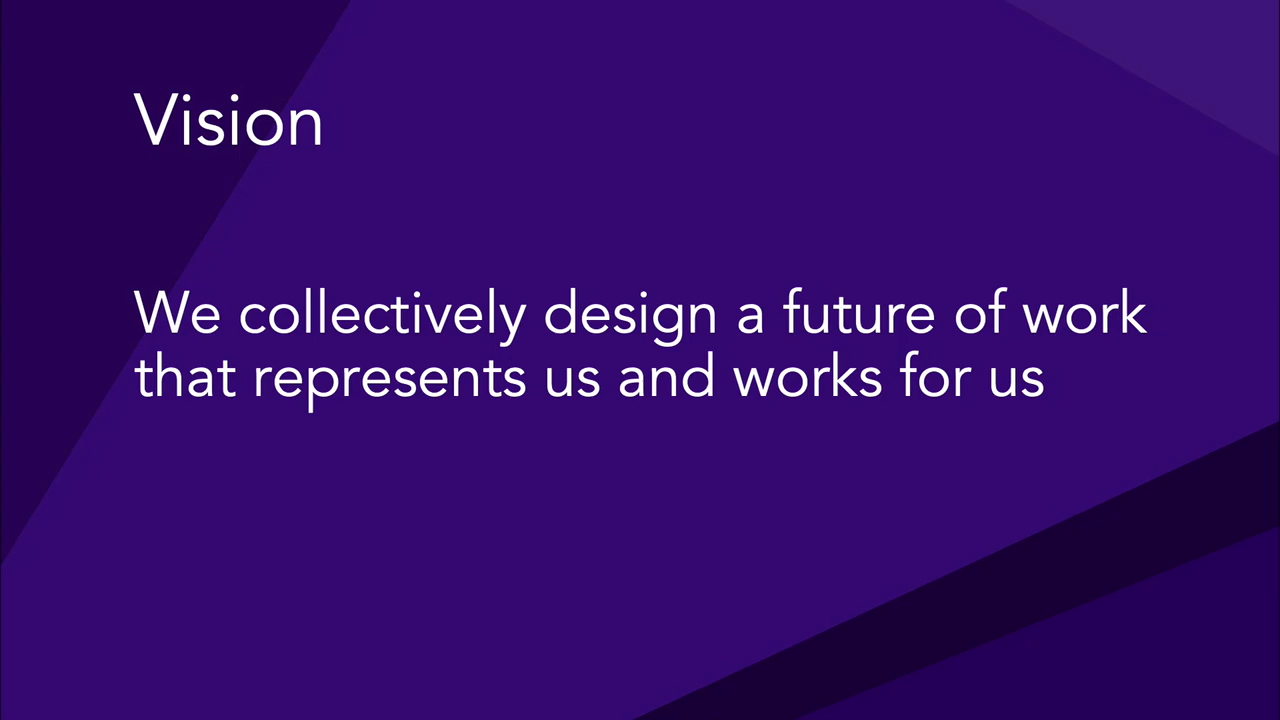 Vision
We collectively design a future of work
that represents us and works for us